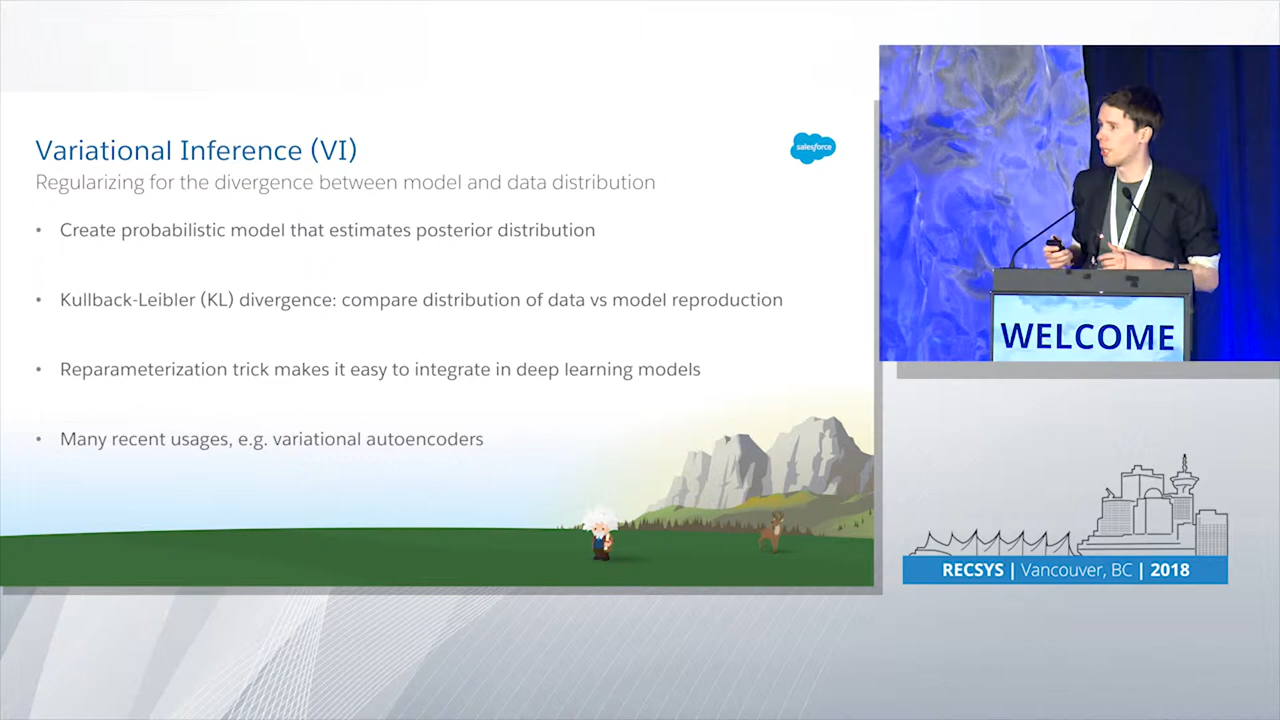 Variational Inference (VI)
salesforce
Regularizing for the divergence between model and data distribution
• Create probabilistic model that estimates posterior distribution
• Kullback-Leibler (KL) divergence: compare distribution of data vs model reproduction
• Reparameterization trick makes it easy to integrate in deep learning models
• Many recent usages, e.g. variational autoencoders
WELCOME
RECSYS | Vancouver, BC | 2018